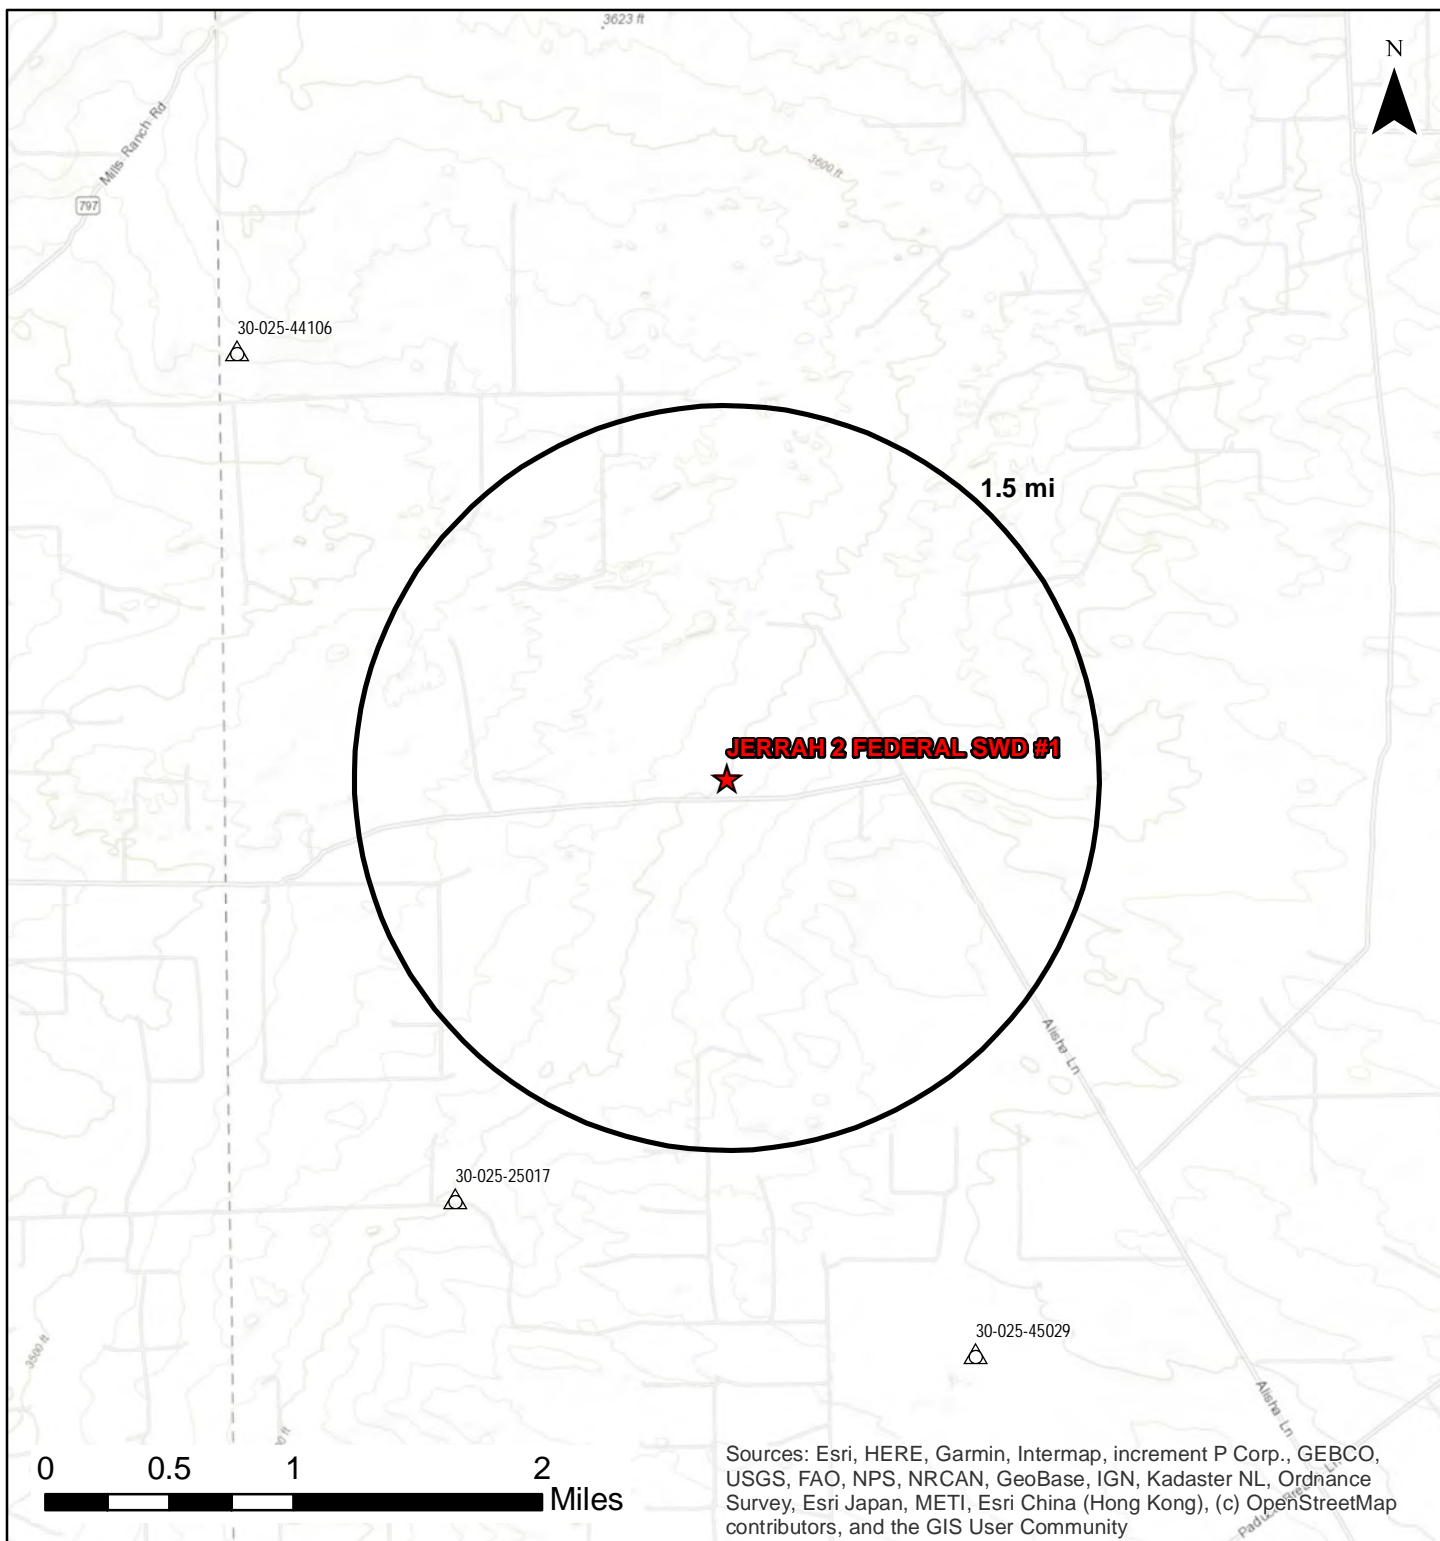 3623 ft
N
Mills Ranch Rd
797
3600 ft
30-025-44106
1.5 mi
JERRAH 2 FEDERAL SWD #1
Alisha Ln
30-025-25017
30-025-45029
3500 ft
Alisha Ln
0 0.5 1 2
Miles
Sources: Esri, HERE, Garmin, Intermap, increment P Corp., GEBCO,
USGS, FAO, NPS, NRCAN, GeoBase, IGN, Kadaster NL, Ordnance
Survey, Esri Japan, METI, Esri China (Hong Kong), (c) OpenStreetMap
contributors, and the GIS User Community